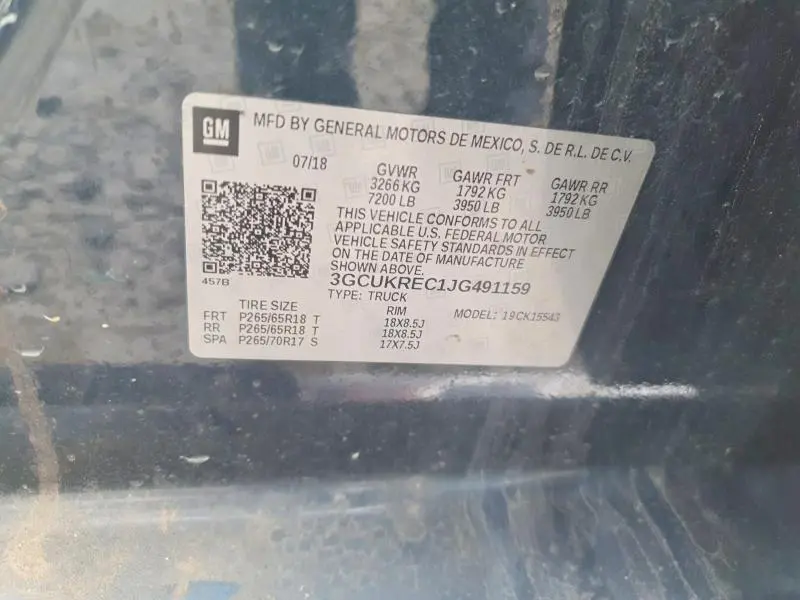 GM MFD BY GENERAL MOTORS DE MEXICO, S. DE R.L. DE C.V.
07/18 GVWR GAWR FRT GAWR RR
3266 KG 1792 KG 1792 KG
7200 LB 3950 LB 3950 LB
THIS VEHICLE CONFORMS TO ALL
APPLICABLE U.S. FEDERAL MOTOR
VEHICLE SAFETY STANDARDS IN EFFECT
ON THE DATE OF MANUFACTURE
SHOWN ABOVE.
457B
3GCUKREC1JG491159
TYPE: TRUCK
TIRE SIZE RIM MODEL: 19CK15543
FRT P265/65R18 T 18X8.5J
RR P265/65R18 T 18X8.5J
SPA P265/70R17 S 17X7.5J